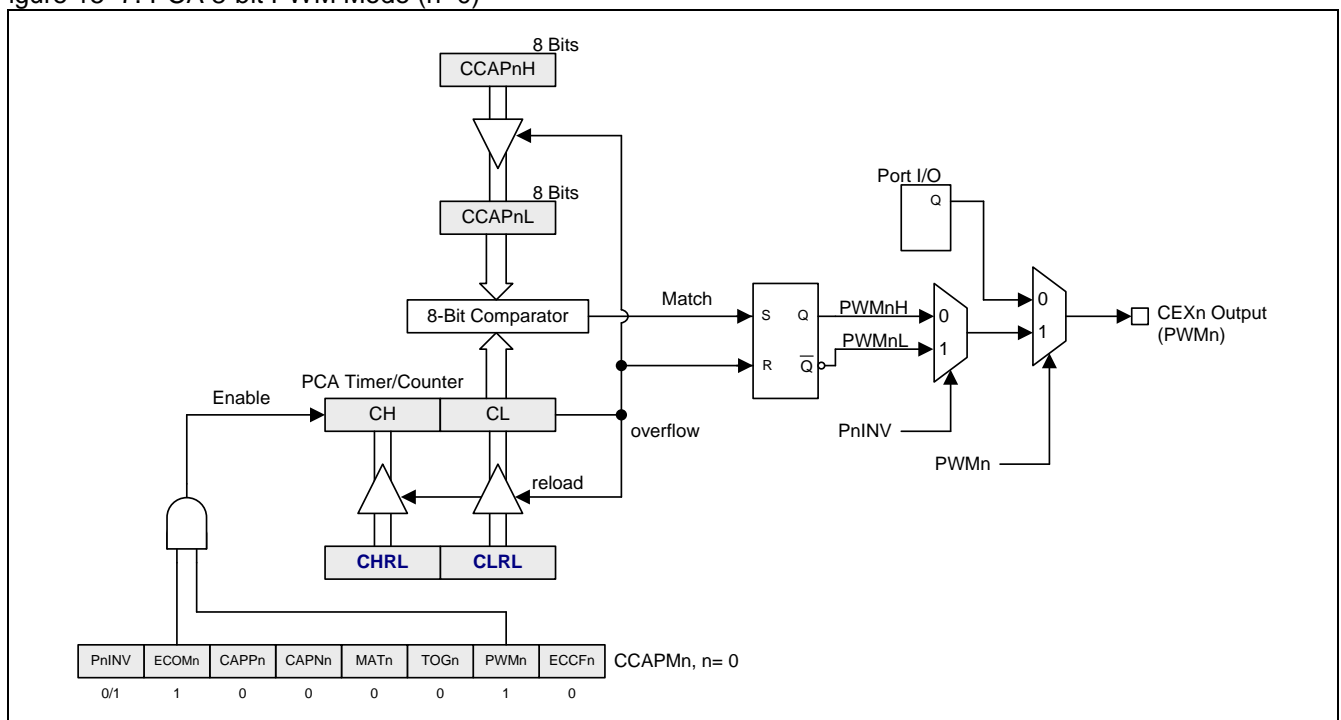 8 Bits
CCAPnH
8 Bits
CCAPnL
Port I/O
Q
8-Bit Comparator
Match
S Q
R Q
PWMnH
PWMnL
0
1
0
1
CEXn Output
(PWMn)
PCA Timer/Counter
Enable
CH CL
overflow
PnINV
PWMn
reload
CHRL CLRL
PnINV ECOMn CAPPn CAPNn MATn TOGn PWMn ECCFn CCAPMn, n= 0
0/1 1 0 0 0 0 1 0